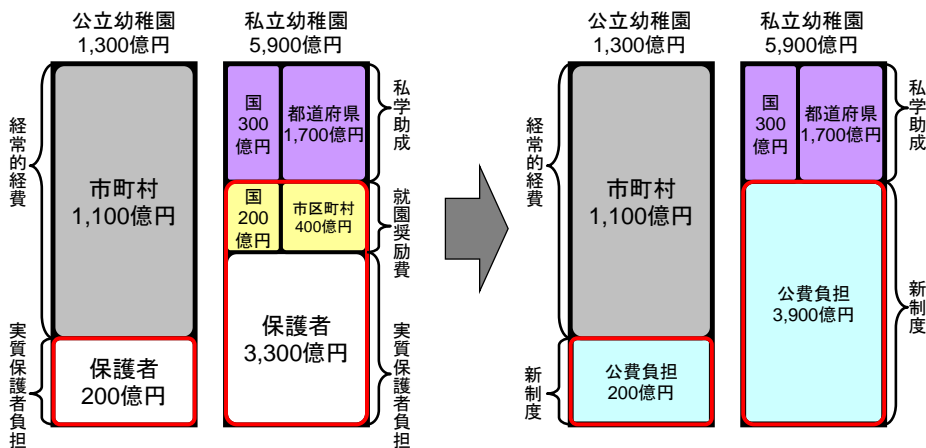 公立幼稚園
1,300億円
私立幼稚園
5,900億円
経常的経費
市町村
1,100億円
実質保護者負担
保護者
200億円
国
300
億円
都道府県
1,700億円
私学助成
国
200
億円
市区町村
400億円
就園奨励費
保護者
3,300億円
実質保護者負担
公立幼稚園
1,300億円
私立幼稚園
5,900億円
経常的経費
市町村
1,100億円
新制度
公費負担
200億円
国
300
億円
都道府県
1,700億円
私学助成
公費負担
3,900億円
新制度